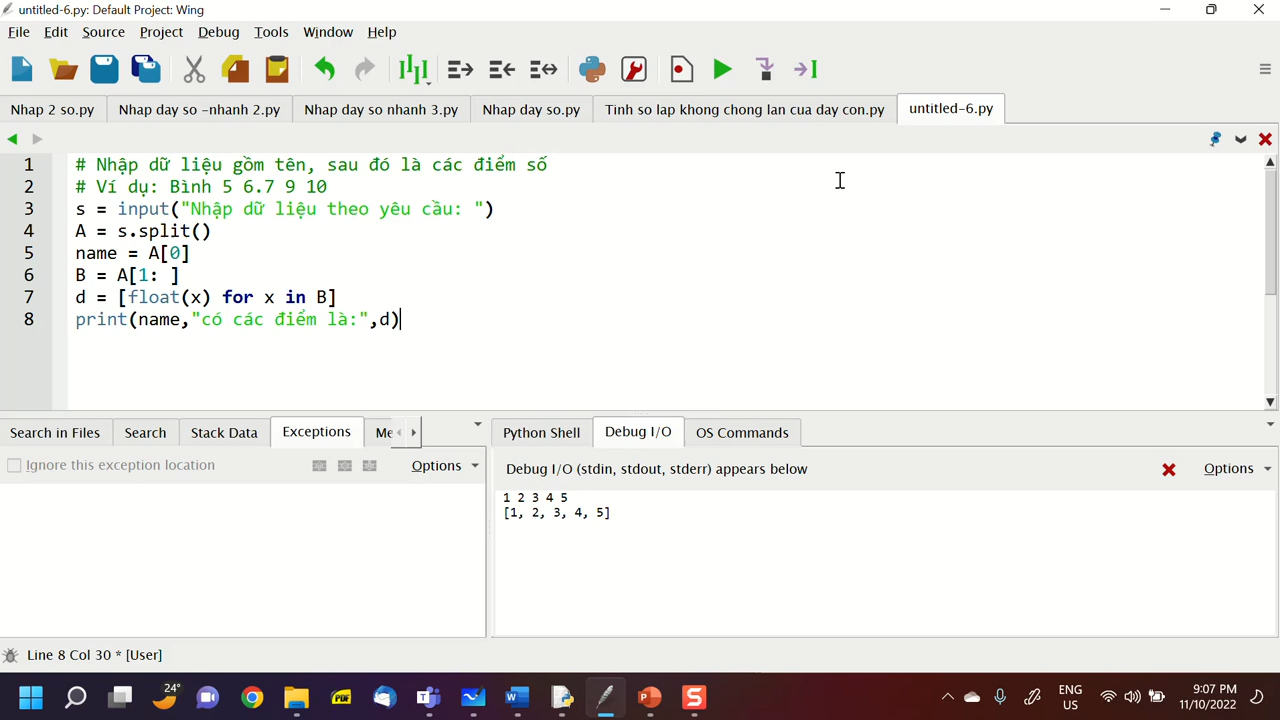 untitled-6.py: Default Project: Wing
File Edit Source Project Debug Tools Window Help
Nhap 2 so.py Nhap day so -nhanh 2.py Nhap day so nhanh 3.py Nhap day so.py Tinh so lap khong chong lan cua day con.py untitled-6.py
1 # Nhập dữ liệu gồm tên, sau đó là các điểm số
2 # Ví dụ: Bình 5 6.7 9 10
3 s = input("Nhập dữ liệu theo yêu cầu: ")
4 A = s.split()
5 name = A[0]
6 B = A[1: ]
7 d = [float(x) for x in B]
8 print(name,"có các điểm là:",d)
Search in Files Search Stack Data Exceptions Me
Ignore this exception location Options
Python Shell Debug I/O OS Commands
Debug I/O (stdin, stdout, stderr) appears below Options
1 2 3 4 5
[1, 2, 3, 4, 5]
Line 8 Col 30 * [User]
24°
PDF
ENG
US
9:07 PM
11/10/2022